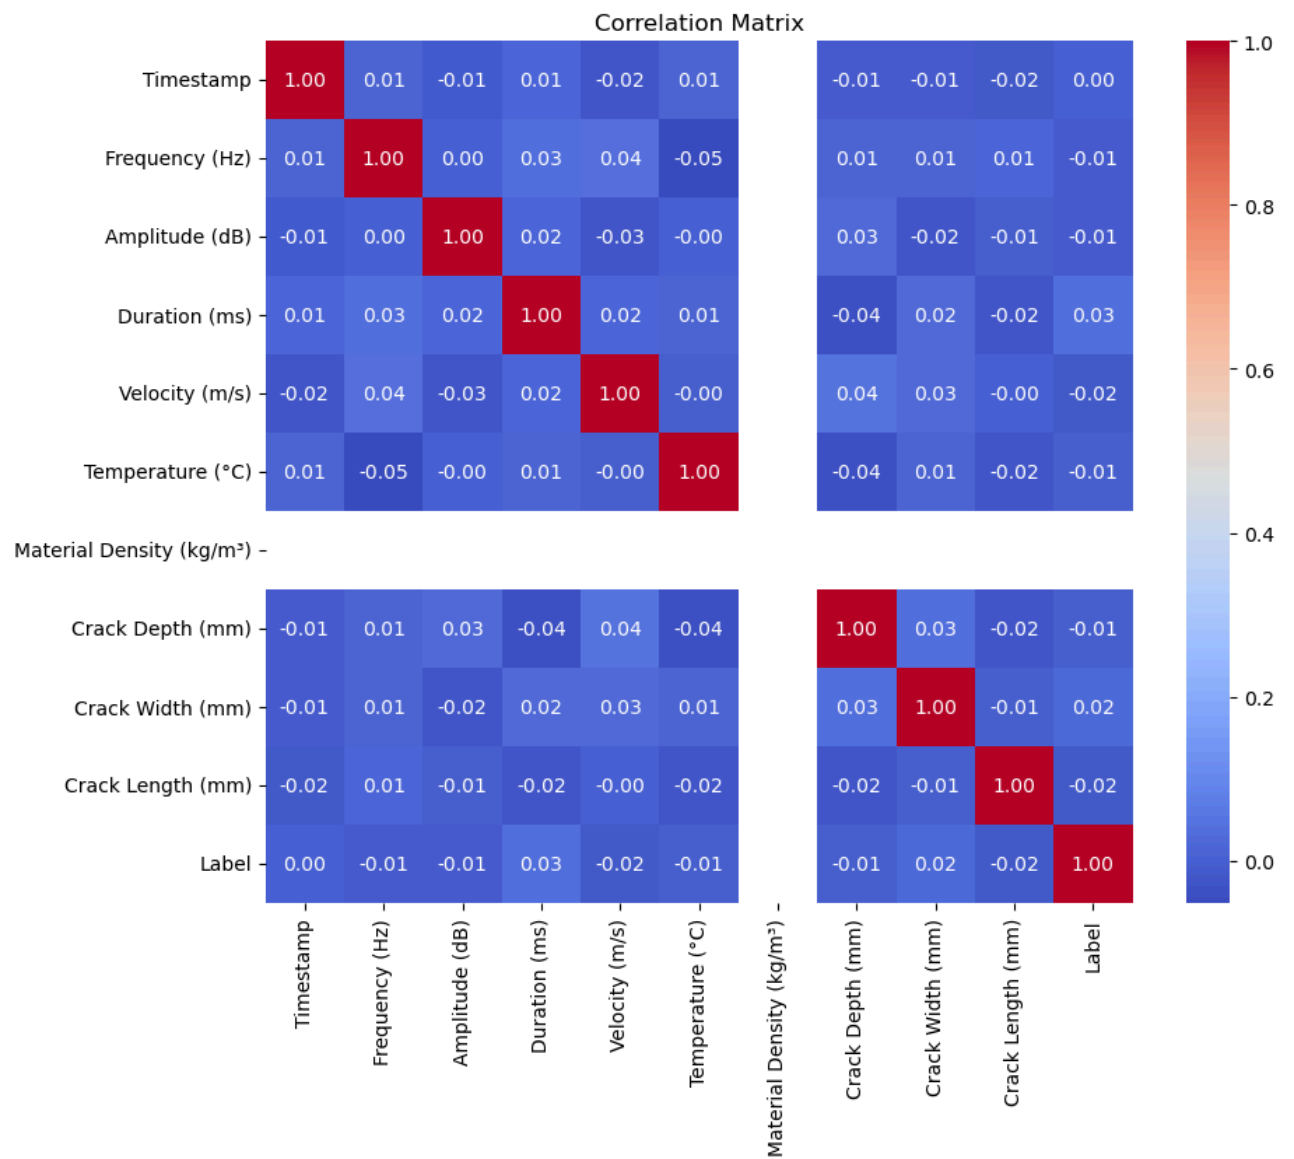 Correlation Matrix
Timestamp 1.00 0.01 -0.01 0.01 -0.02 0.01 -0.01 -0.01 -0.02 0.00
Frequency (Hz) 0.01 1.00 0.00 0.03 0.04 -0.05 0.01 0.01 0.01 -0.01
Amplitude (dB) -0.01 0.00 1.00 0.02 -0.03 -0.00 0.03 -0.02 -0.01 -0.01
Duration (ms) 0.01 0.03 0.02 1.00 0.02 0.01 -0.04 0.02 -0.02 0.03
Velocity (m/s) -0.02 0.04 -0.03 0.02 1.00 -0.00 0.04 0.03 -0.00 -0.02
Temperature (°C) 0.01 -0.05 -0.00 0.01 -0.00 1.00 -0.04 0.01 -0.02 -0.01
Material Density (kg/m³)
Crack Depth (mm) -0.01 0.01 0.03 -0.04 0.04 -0.04 1.00 0.03 -0.02 -0.01
Crack Width (mm) -0.01 0.01 -0.02 0.02 0.03 0.01 0.03 1.00 -0.01 0.02
Crack Length (mm) -0.02 0.01 -0.01 -0.02 -0.00 -0.02 -0.02 -0.01 1.00 -0.02
Label 0.00 -0.01 -0.01 0.03 -0.02 -0.01 -0.01 0.02 -0.02 1.00
Timestamp
Frequency (Hz)
Amplitude (dB)
Duration (ms)
Velocity (m/s)
Temperature (°C)
Material Density (kg/m³)
Crack Depth (mm)
Crack Width (mm)
Crack Length (mm)
Label
1.0
0.8
0.6
0.4
0.2
0.0